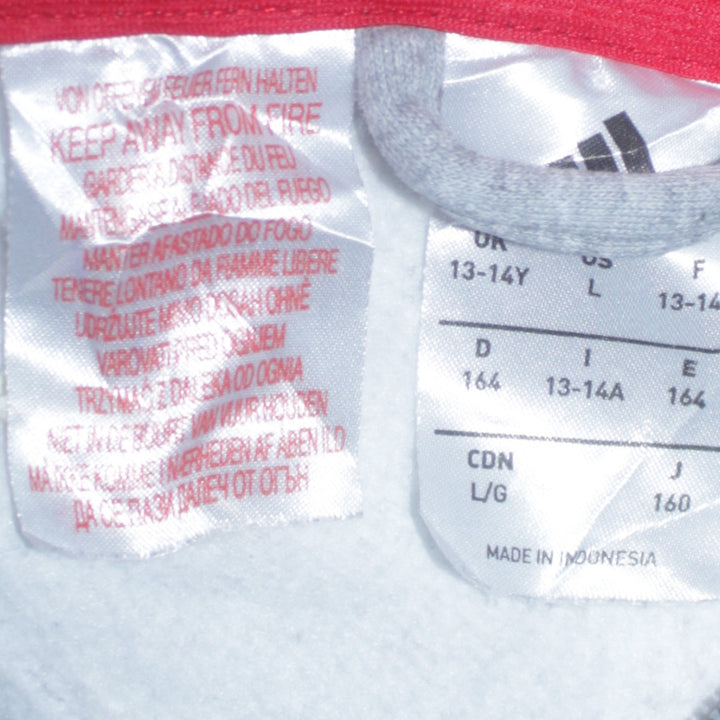 VON OFFENEM FEUER FERN HALTEN
KEEP AWAY FROM FIRE
GARDER À DISTANCE DU FEU
MANTENGASE ALEJADO DEL FUEGO
MANTER AFASTADO DO FOGO
TENERE LONTANO DA FIAMME LIBERE
UDRŽUJTE MIMO DOSAH OHNĚ
VAROVATI PRED OGNJEM
TRZYMAĆ Z DALEKA OD OGNIA
NIET IN DE BUURT VAN VUUR HOUDEN
MÅ IKKE KOMME I NÆRHEDEN AF ÅBEN ILD
ДА СЕ ПАЗИ ДАЛЕЧ ОТ ОГЪН
UK US F
13-14Y L 13-14
D I E
164 13-14A 164
CDN J
L/G 160
MADE IN INDONESIA